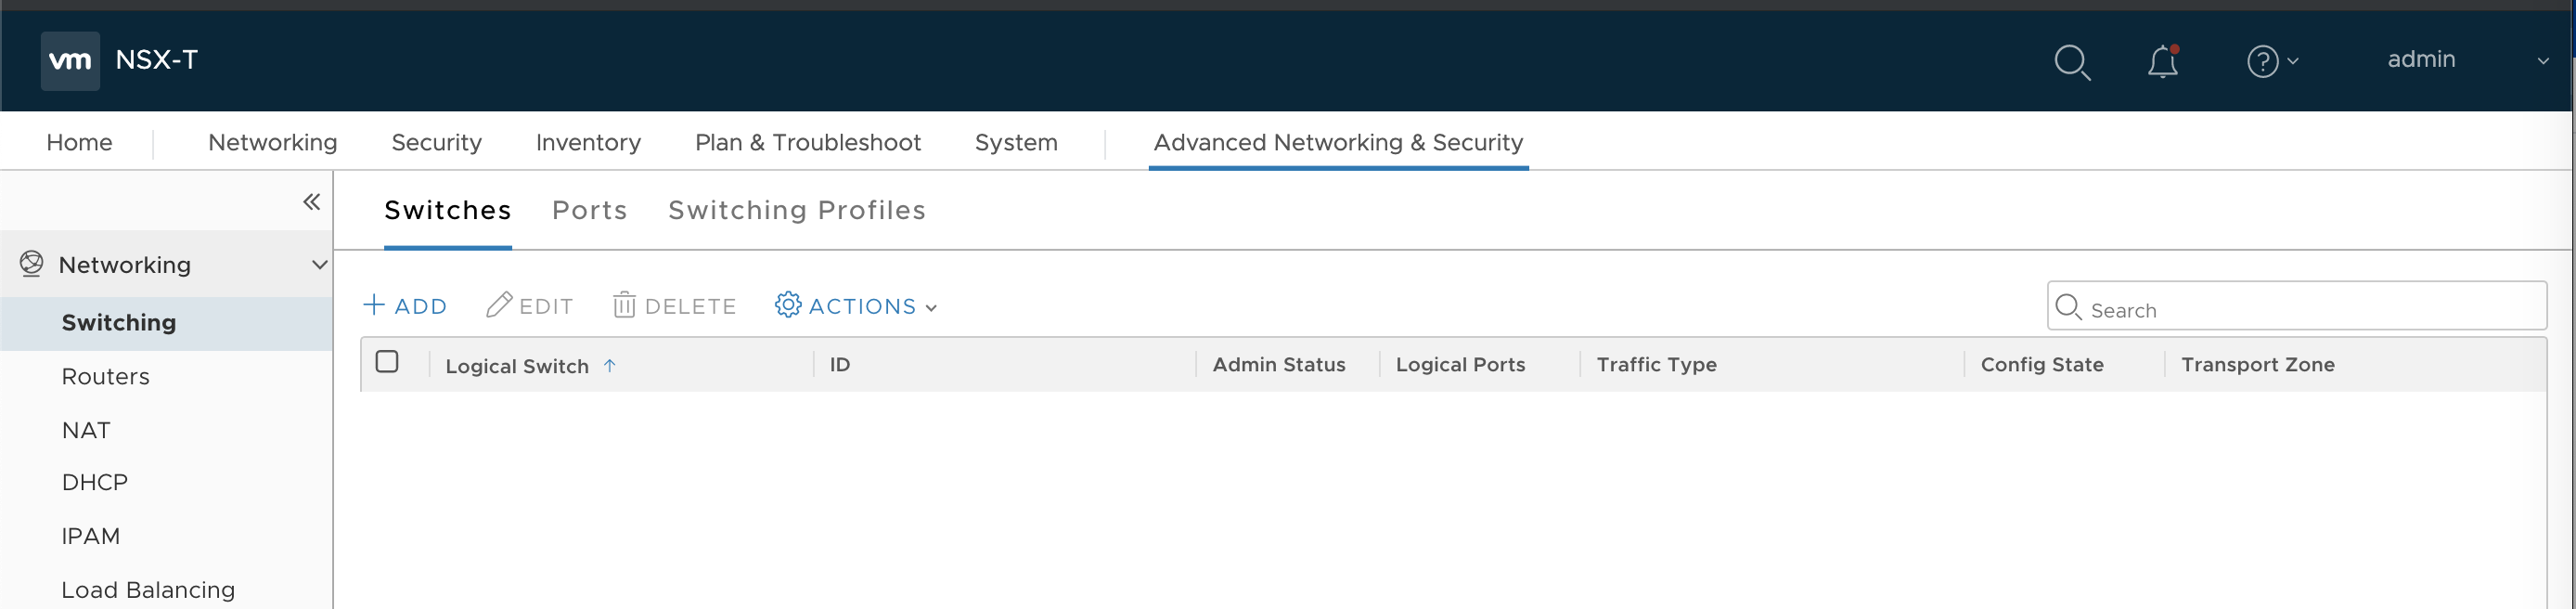 vm NSX-T admin
Home Networking Security Inventory Plan & Troubleshoot System Advanced Networking & Security
Switches Ports Switching Profiles
Networking
Switching
Routers
NAT
DHCP
IPAM
Load Balancing
+ ADD EDIT DELETE ACTIONS Search
Logical Switch ↑ ID Admin Status Logical Ports Traffic Type Config State Transport Zone